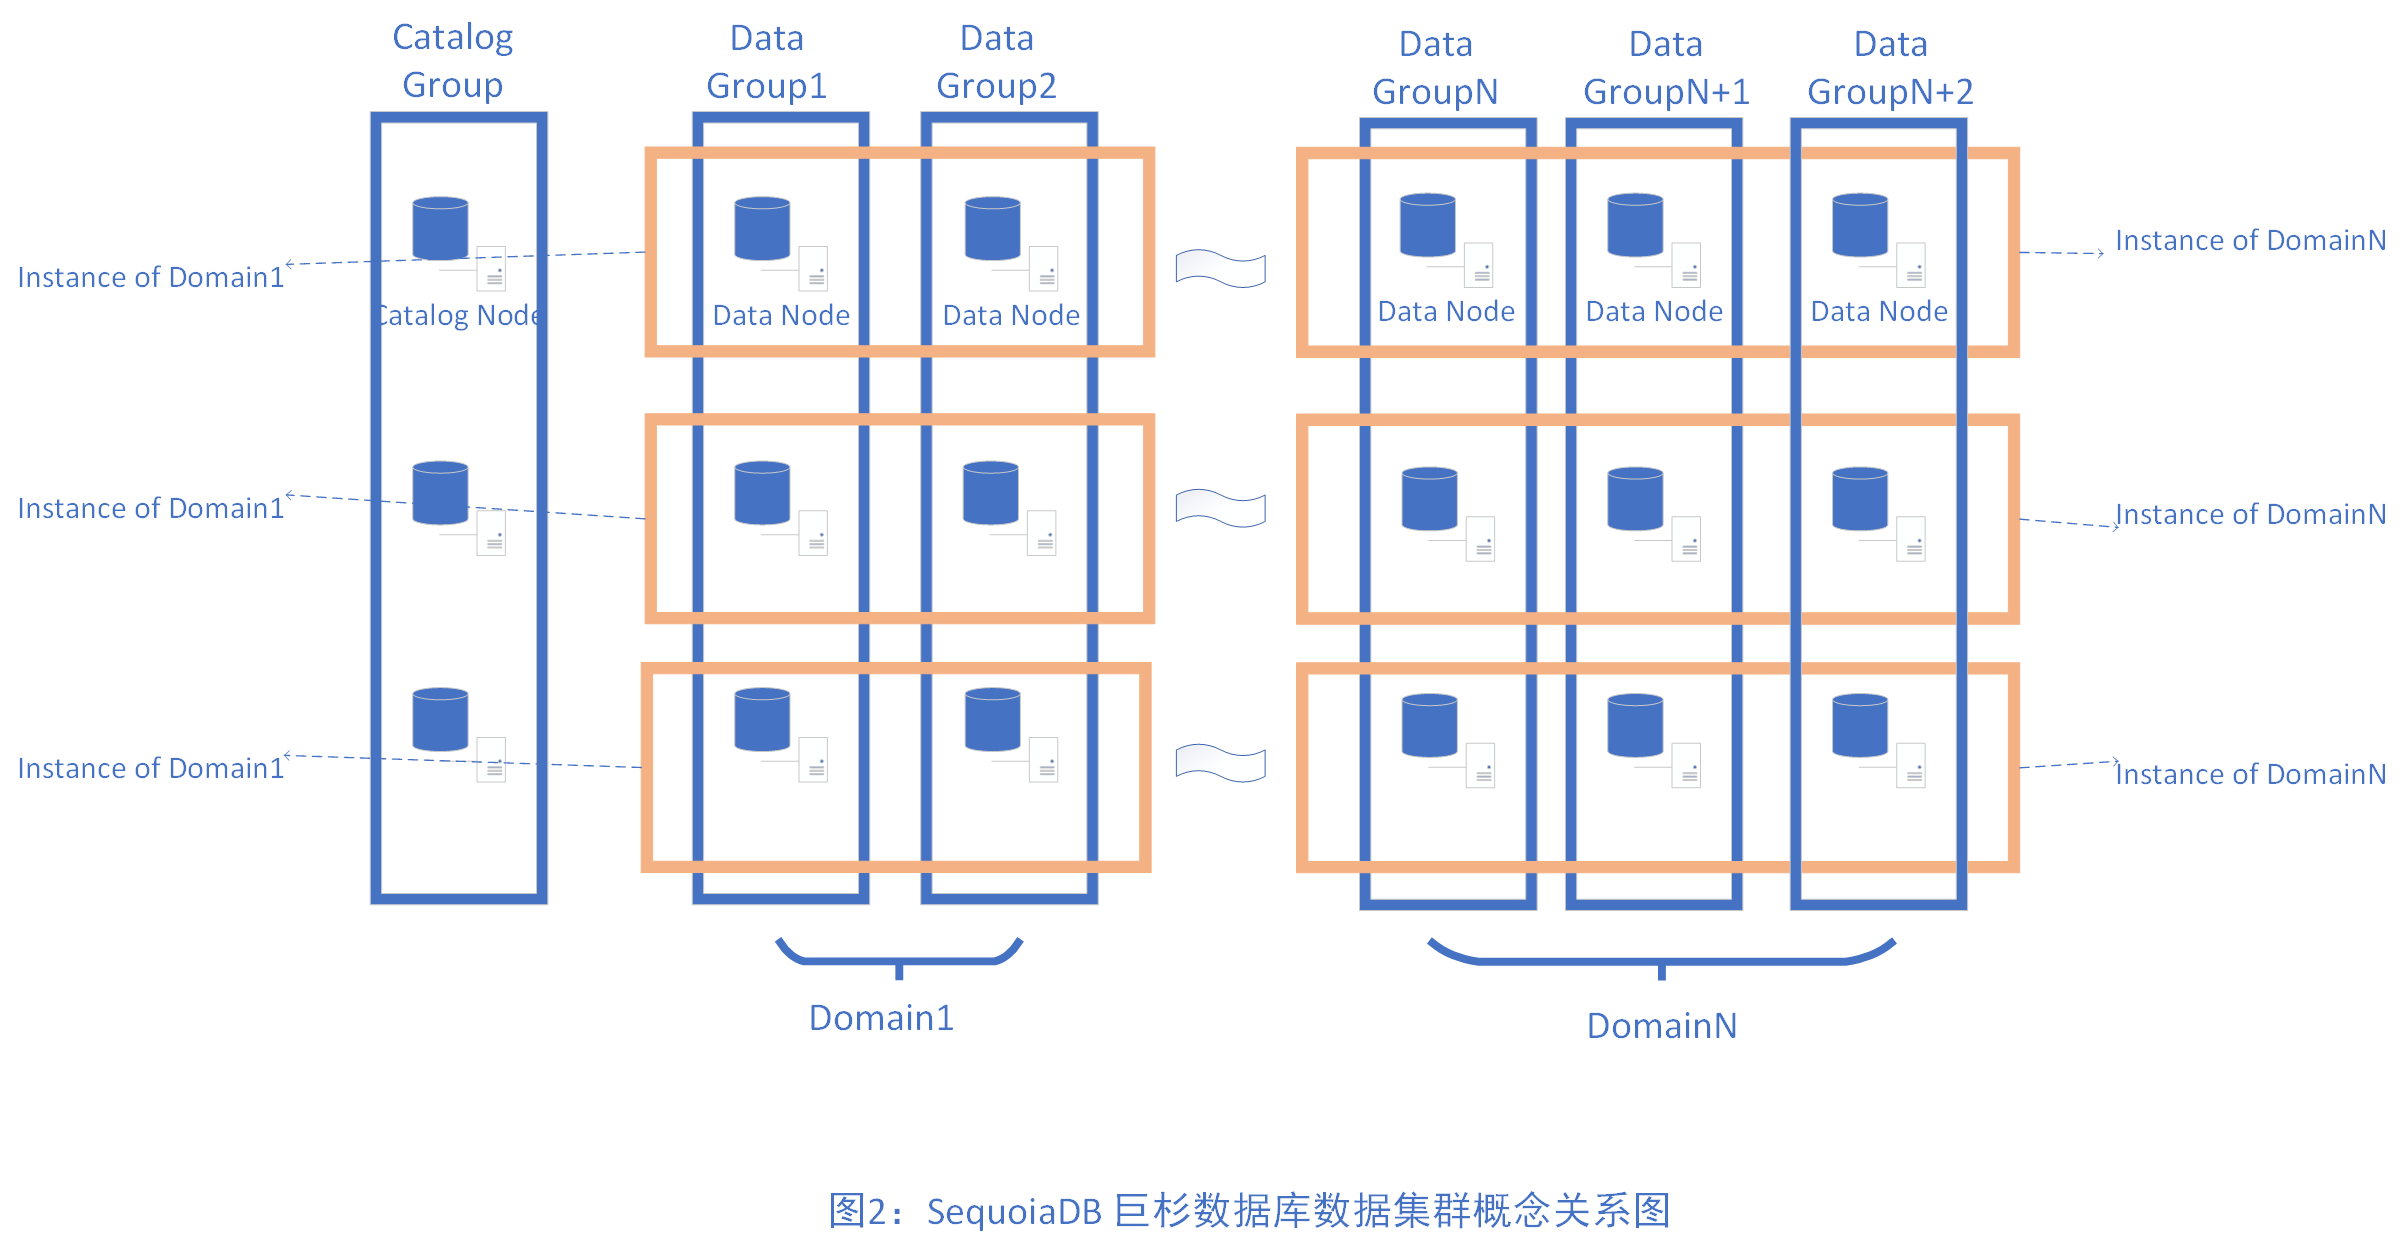 Catalog
Group
Data
Group1
Data
Group2
Data
GroupN
Data
GroupN+1
Data
GroupN+2
Instance of Domain1
Catalog Node
Data Node
Data Node
Data Node
Data Node
Data Node
Instance of DomainN
Instance of Domain1
Instance of DomainN
Instance of Domain1
Instance of DomainN
Domain1
DomainN
图2：SequoiaDB 巨杉数据库数据集群概念关系图